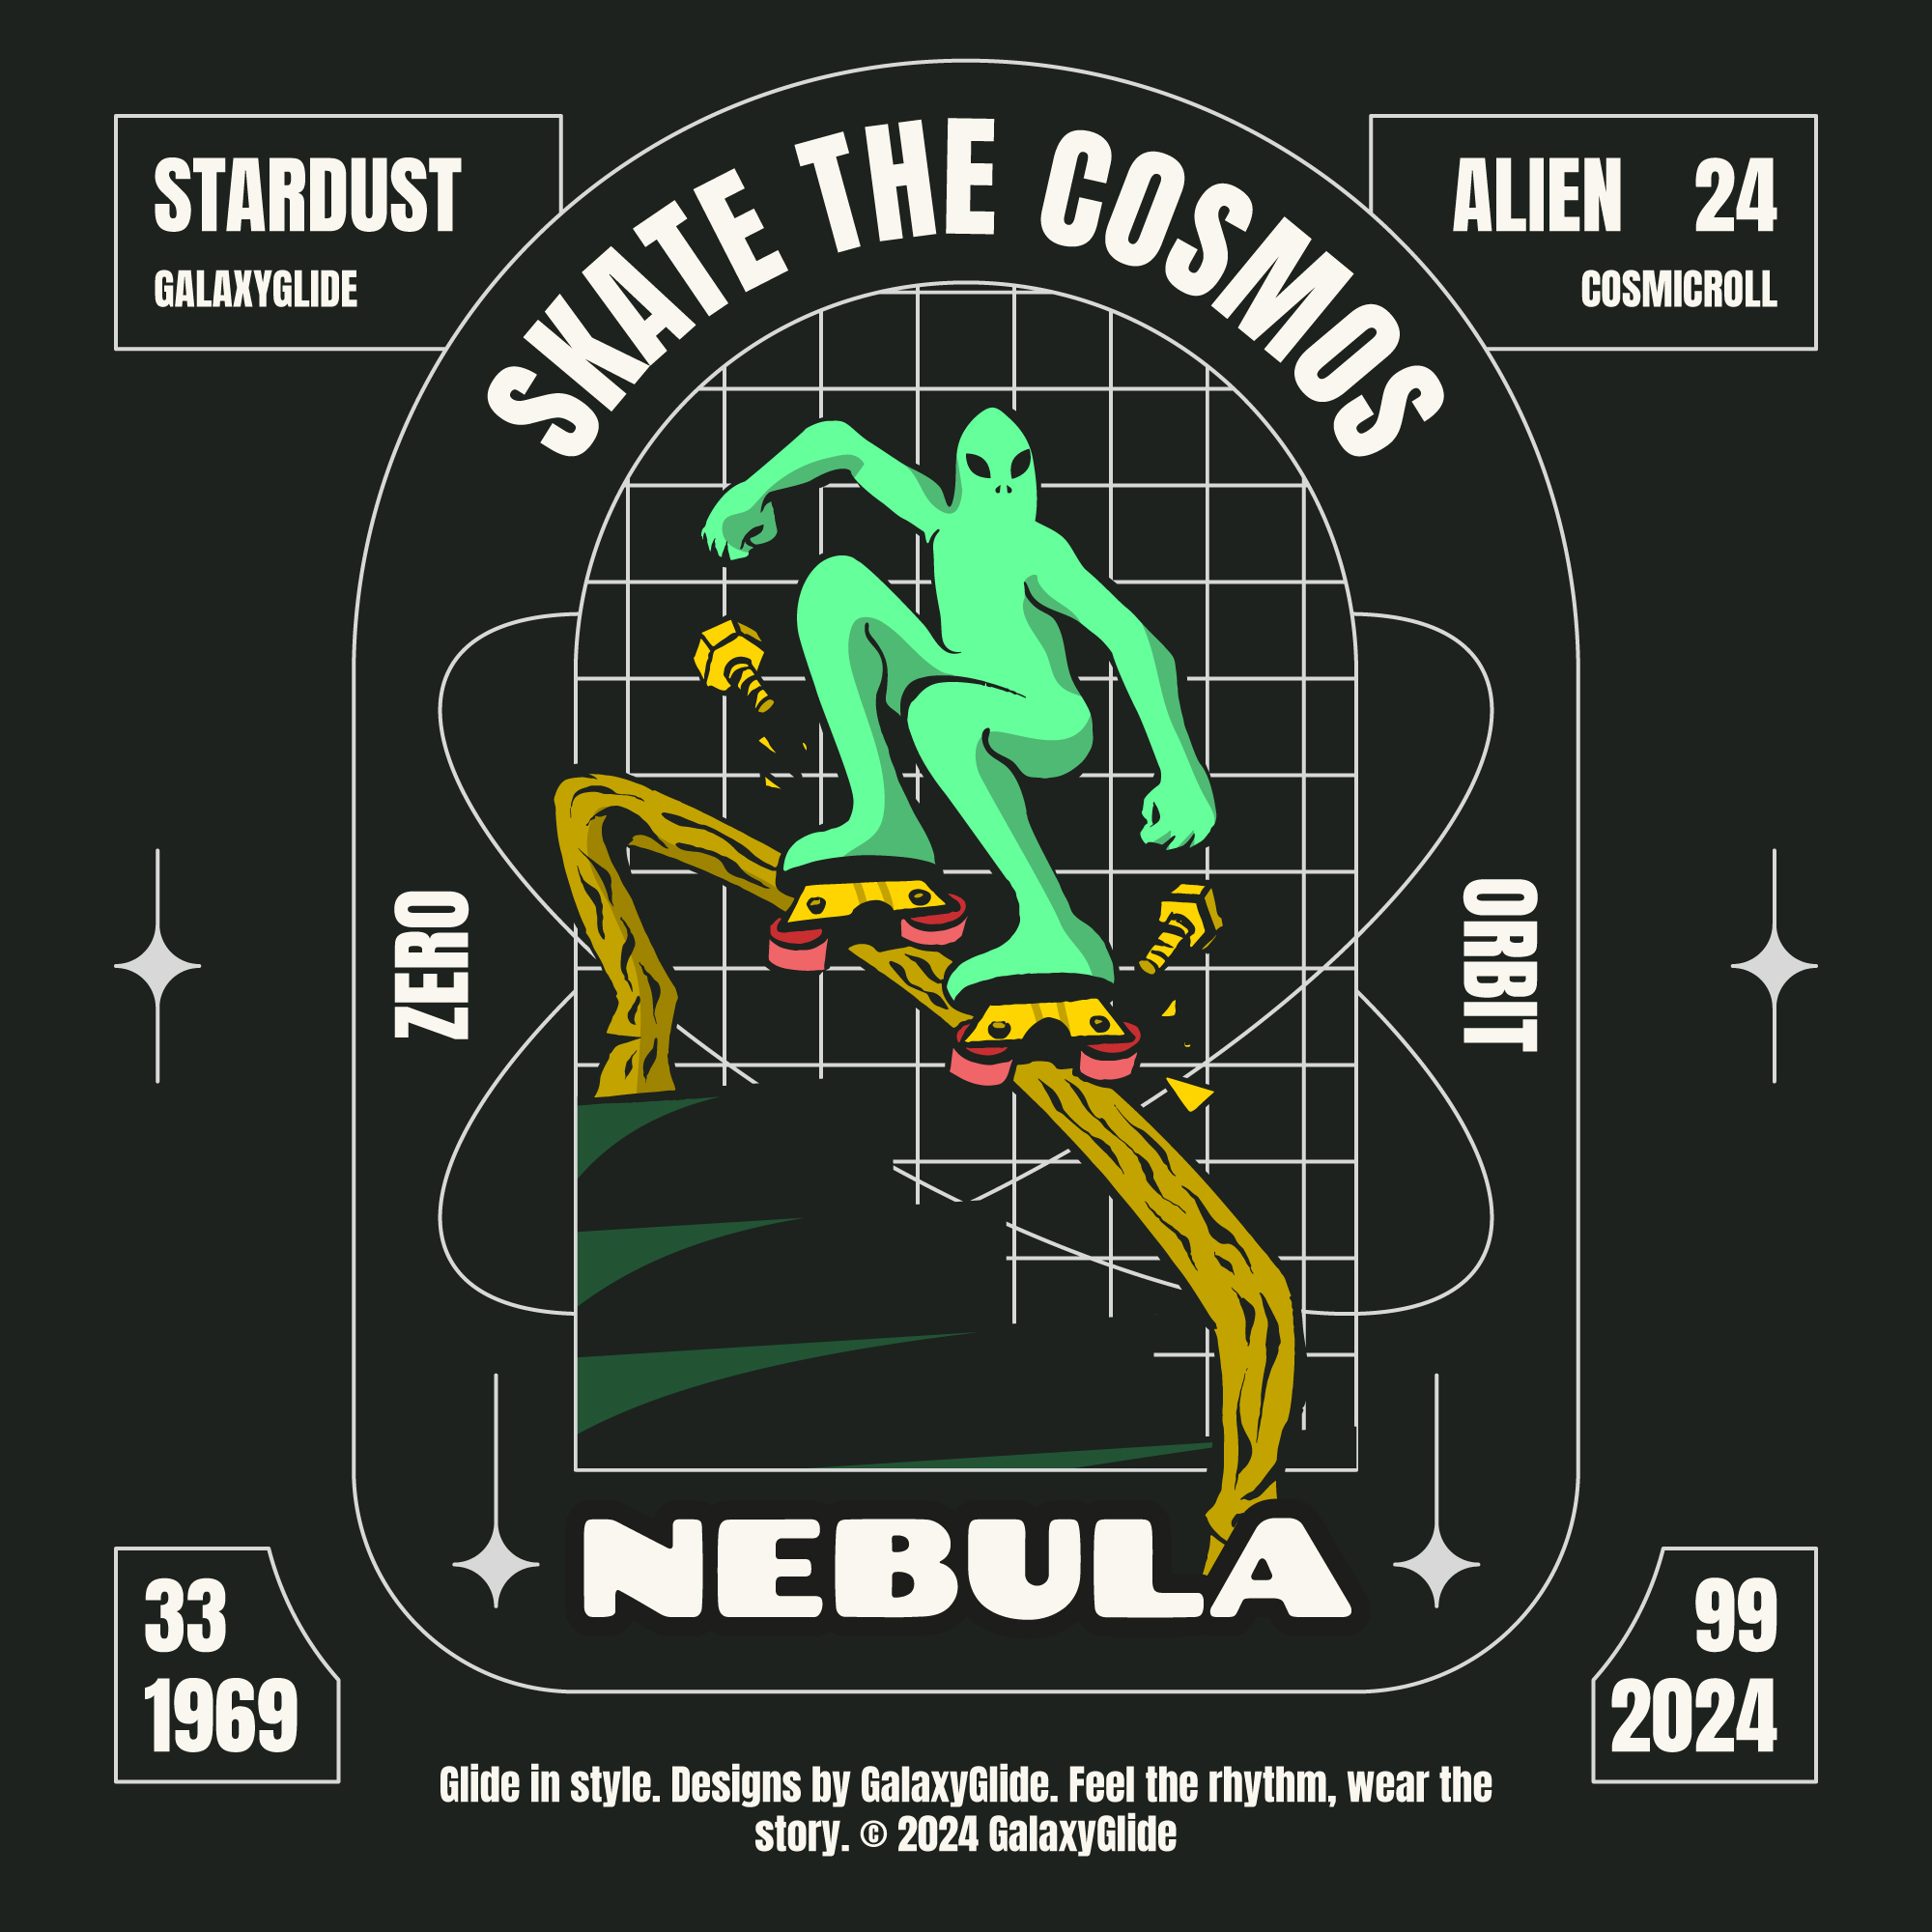 STARDUST
GALAXYGLIDE
SKATE THE COSMOS
ALIEN 24
COSMICROLL
ZERO
ORBIT
NEBULA
33
1969
99
2024
Glide in style. Designs by GalaxyGlide. Feel the rhythm, wear the
story. © 2024 GalaxyGlide